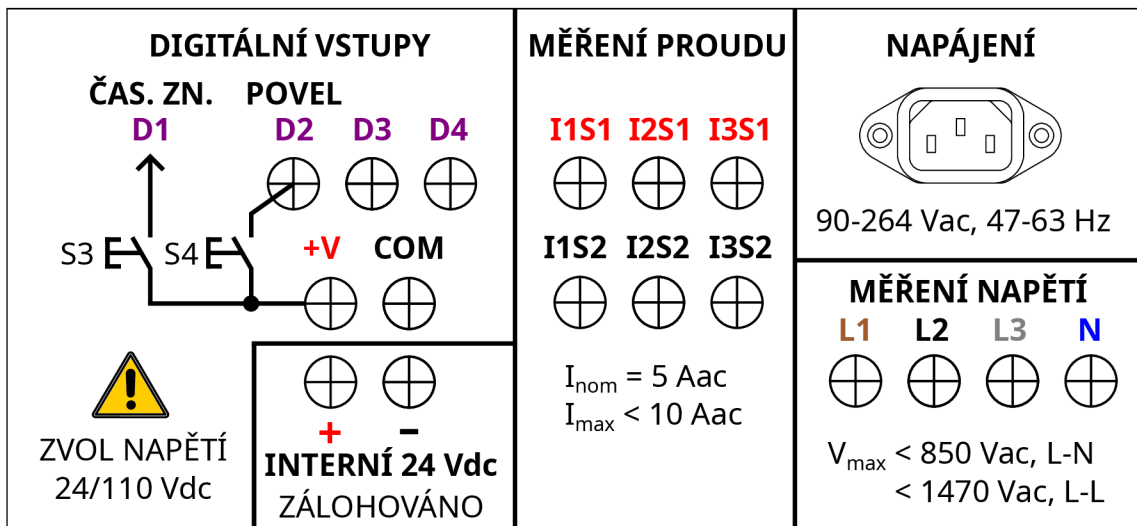 DIGITÁLNÍ VSTUPY
ČAS. ZN. POVEL
D1 D2 D3 D4
S3 S4 +V COM
ZVOL NAPĚTÍ
24/110 Vdc
+ –
INTERNÍ 24 Vdc
ZÁLOHOVÁNO
MĚŘENÍ PROUDU
I1S1 I2S1 I3S1
I1S2 I2S2 I3S2
Inom = 5 Aac
Imax < 10 Aac
NAPÁJENÍ
90-264 Vac, 47-63 Hz
MĚŘENÍ NAPĚTÍ
L1 L2 L3 N
Vmax < 850 Vac, L-N
< 1470 Vac, L-L